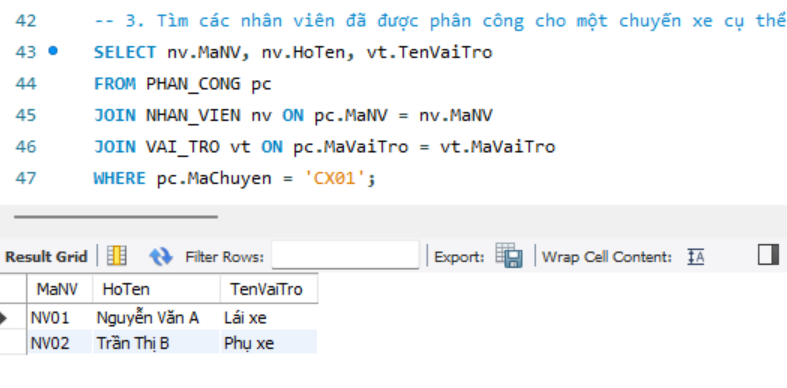 42 -- 3. Tìm các nhân viên đã được phân công cho một chuyến xe cụ thể
43 SELECT nv.MaNV, nv.HoTen, vt.TenVaiTro
44 FROM PHAN_CONG pc
45 JOIN NHAN_VIEN nv ON pc.MaNV = nv.MaNV
46 JOIN VAI_TRO vt ON pc.MaVaiTro = vt.MaVaiTro
47 WHERE pc.MaChuyen = 'CX01';
Result Grid Filter Rows: Export: Wrap Cell Content: IA
MaNV HoTen TenVaiTro
NV01 Nguyễn Văn A Lái xe
NV02 Trần Thị B Phụ xe